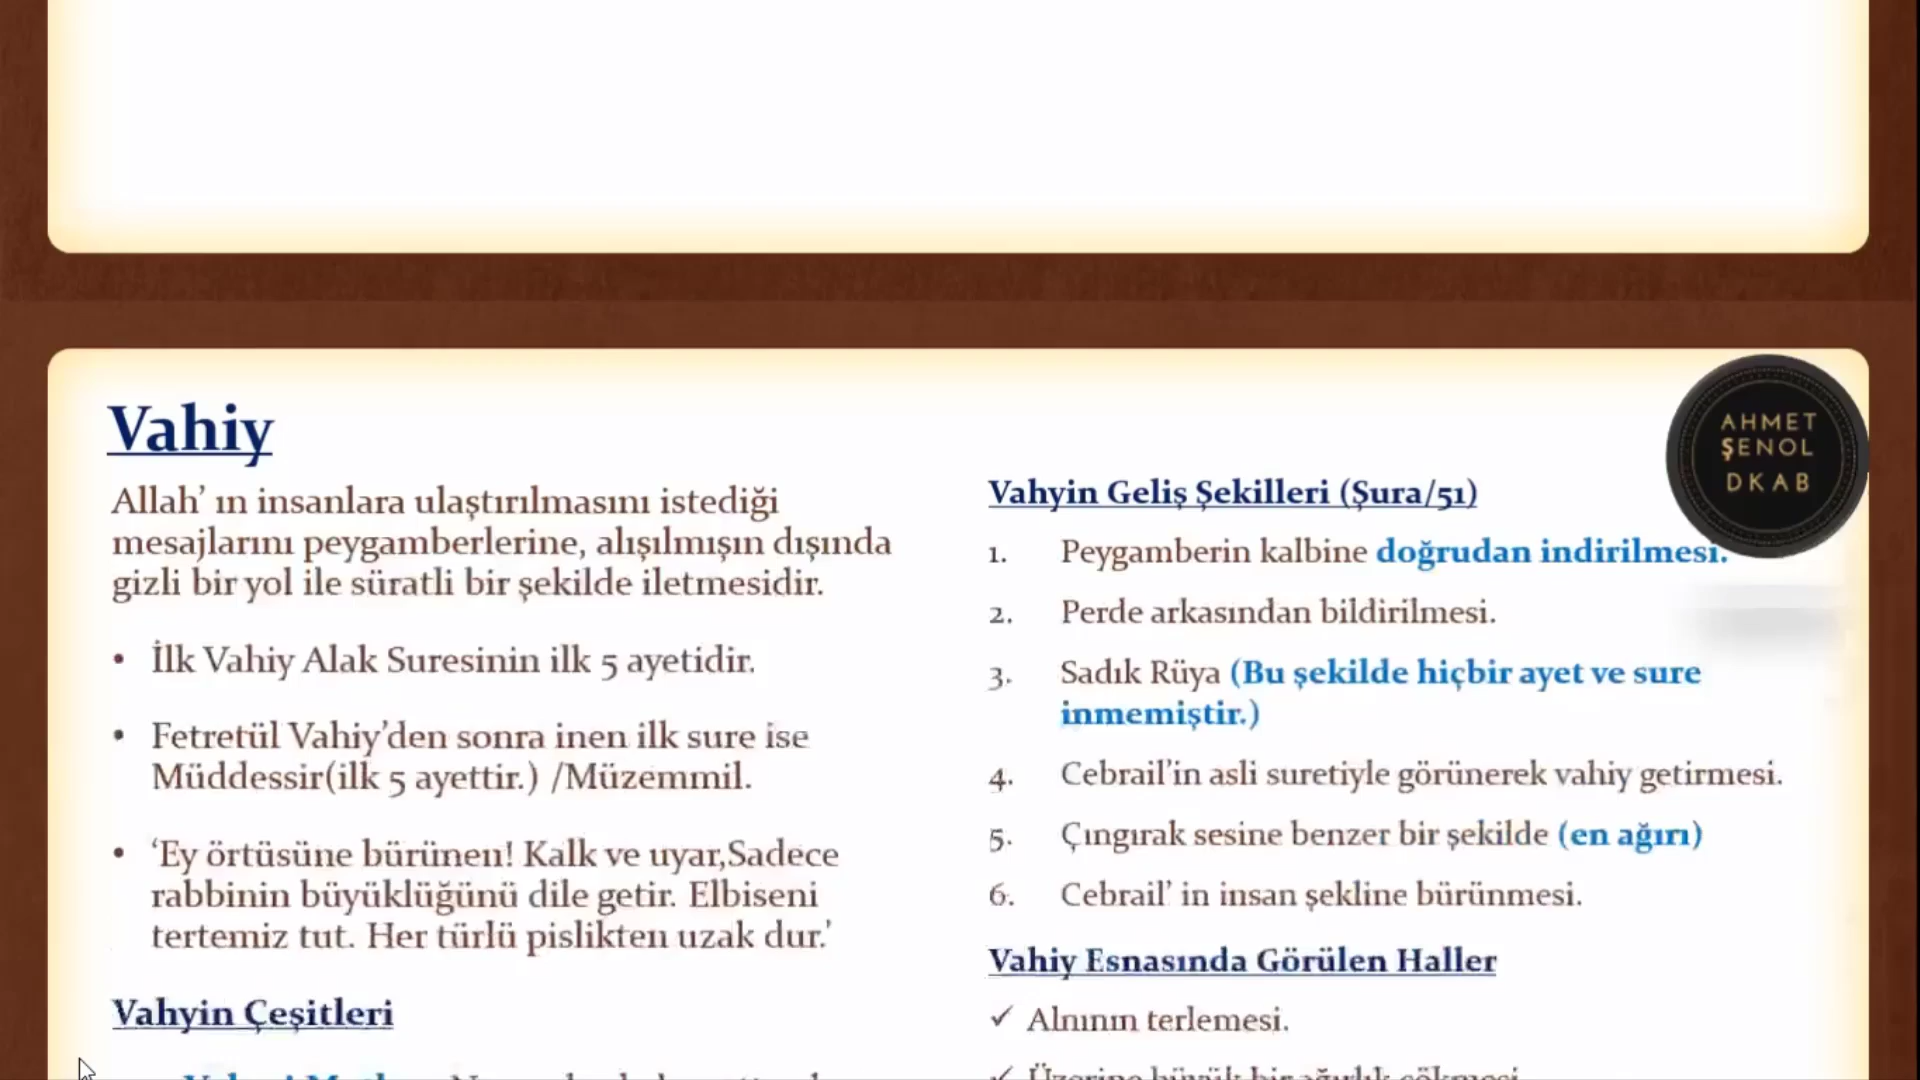 Vahiy
Allah’ ın insanlara ulaştırılmasını istediği
mesajlarını peygamberlerine, alışılmışın dışında
gizli bir yol ile süratli bir şekilde iletmesidir.
• İlk Vahiy Alak Suresinin ilk 5 ayetidir.
• Fetretül Vahiy’den sonra inen ilk sure ise
Müddessir(ilk 5 ayettir.) /Müzemmil.
• ‘Ey örtüsüne bürünen! Kalk ve uyar,Sadece
rabbinin büyüklüğünü dile getir. Elbiseni
tertemiz tut. Her türlü pislikten uzak dur.’
Vahyin Çeşitleri
AHMET
ŞENOL
DKAB
Vahyin Geliş Şekilleri (Şura/51)
1. Peygamberin kalbine doğrudan indirilmesi.
2. Perde arkasından bildirilmesi.
3. Sadık Rüya (Bu şekilde hiçbir ayet ve sure
inmemiştir.)
4. Cebrail’in asli suretiyle görünerek vahiy getirmesi.
5. Çıngırak sesine benzer bir şekilde (en ağırı)
6. Cebrail’ in insan şekline bürünmesi.
Vahiy Esnasında Görülen Haller
✓ Alnının terlemesi.
✓ Üzerine büyük bir ağırlık çökmesi